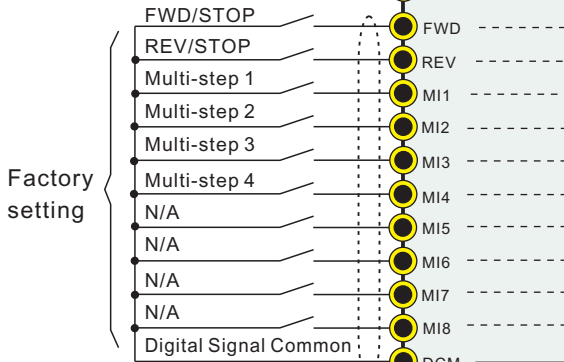 FWD/STOP
FWD
REV/STOP
REV
Multi-step 1
MI1
Multi-step 2
MI2
Multi-step 3
MI3
Factory
setting
Multi-step 4
MI4
N/A
MI5
N/A
MI6
N/A
MI7
N/A
MI8
Digital Signal Common
DCM